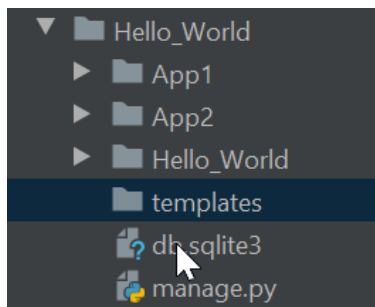 Hello_World
App1
App2
Hello_World
templates
db.sqlite3
manage.py